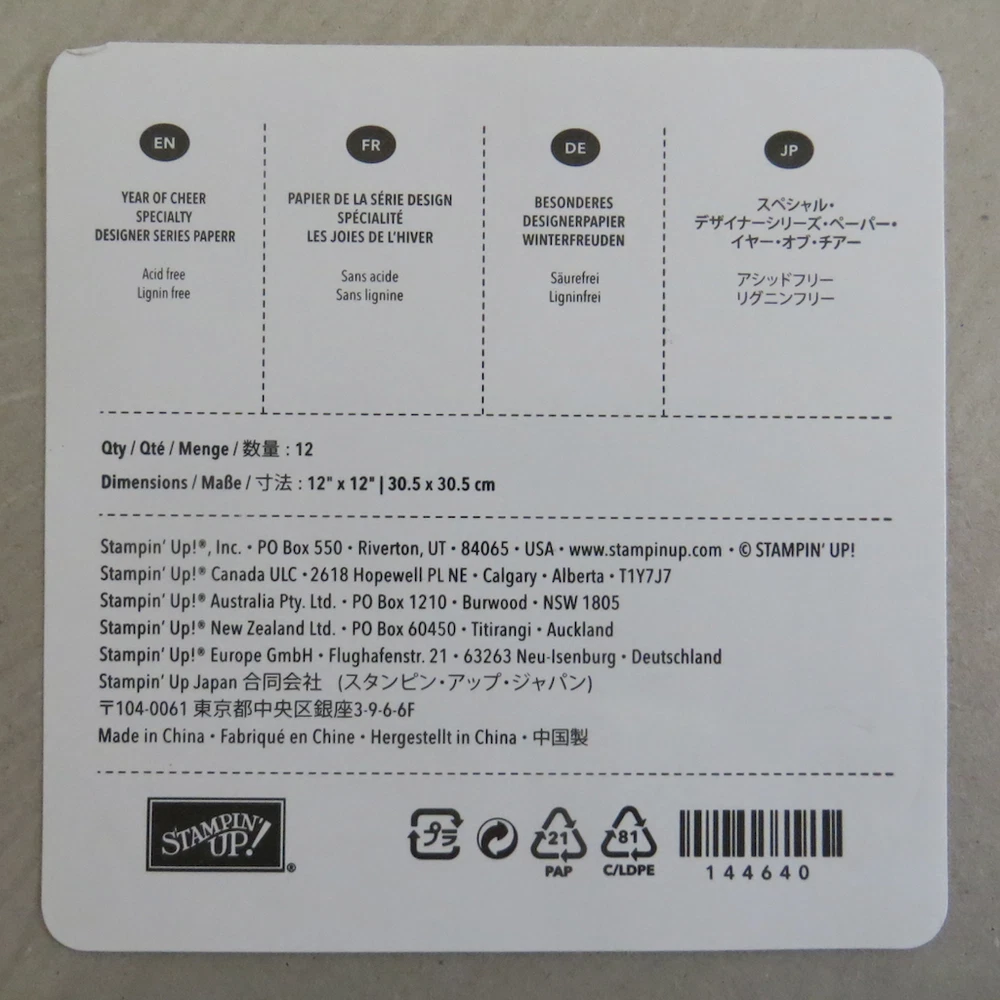 EN
YEAR OF CHEER
SPECIALTY
DESIGNER SERIES PAPERR
Acid free
Lignin free
FR
PAPIER DE LA SÉRIE DESIGN
SPÉCIALITÉ
LES JOIES DE L'HIVER
Sans acide
Sans lignine
DE
BESONDERES
DESIGNERPAPIER
WINTERFREUDEN
Säurefrei
Ligninfrei
JP
スペシャル・
デザイナーシリーズ・ペーパー・
イヤー・オブ・チアー
アシッドフリー
リグニンフリー
Qty / Qté / Menge / 数量 : 12
Dimensions / Maße / 寸法 : 12" x 12" | 30.5 x 30.5 cm
Stampin' Up!®, Inc. • PO Box 550 • Riverton, UT • 84065 • USA • www.stampinup.com • © STAMPIN' UP!
Stampin' Up!® Canada ULC • 2618 Hopewell PL NE • Calgary • Alberta • T1Y7J7
Stampin' Up!® Australia Pty. Ltd. • PO Box 1210 • Burwood • NSW 1805
Stampin' Up!® New Zealand Ltd. • PO Box 60450 • Titirangi • Auckland
Stampin' Up!® Europe GmbH • Flughafenstr. 21 • 63263 Neu-Isenburg • Deutschland
Stampin' Up Japan 合同会社 (スタンピン・アップ・ジャパン)
〒104-0061 東京都中央区銀座3-9-6-6F
Made in China • Fabriqué en Chine • Hergestellt in China • 中国製
STAMPIN' UP!®
プラ
21
PAP
81
C/LDPE
144640